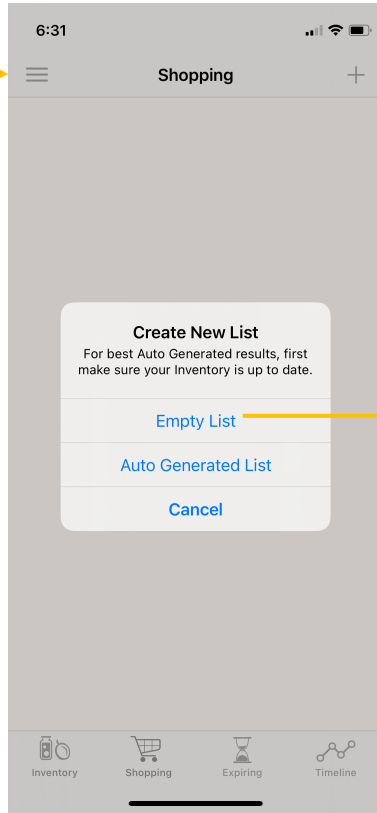 6:31
Shopping
Create New List
For best Auto Generated results, first
make sure your Inventory is up to date.
Empty List
Auto Generated List
Cancel
Inventory Shopping Expiring Timeline